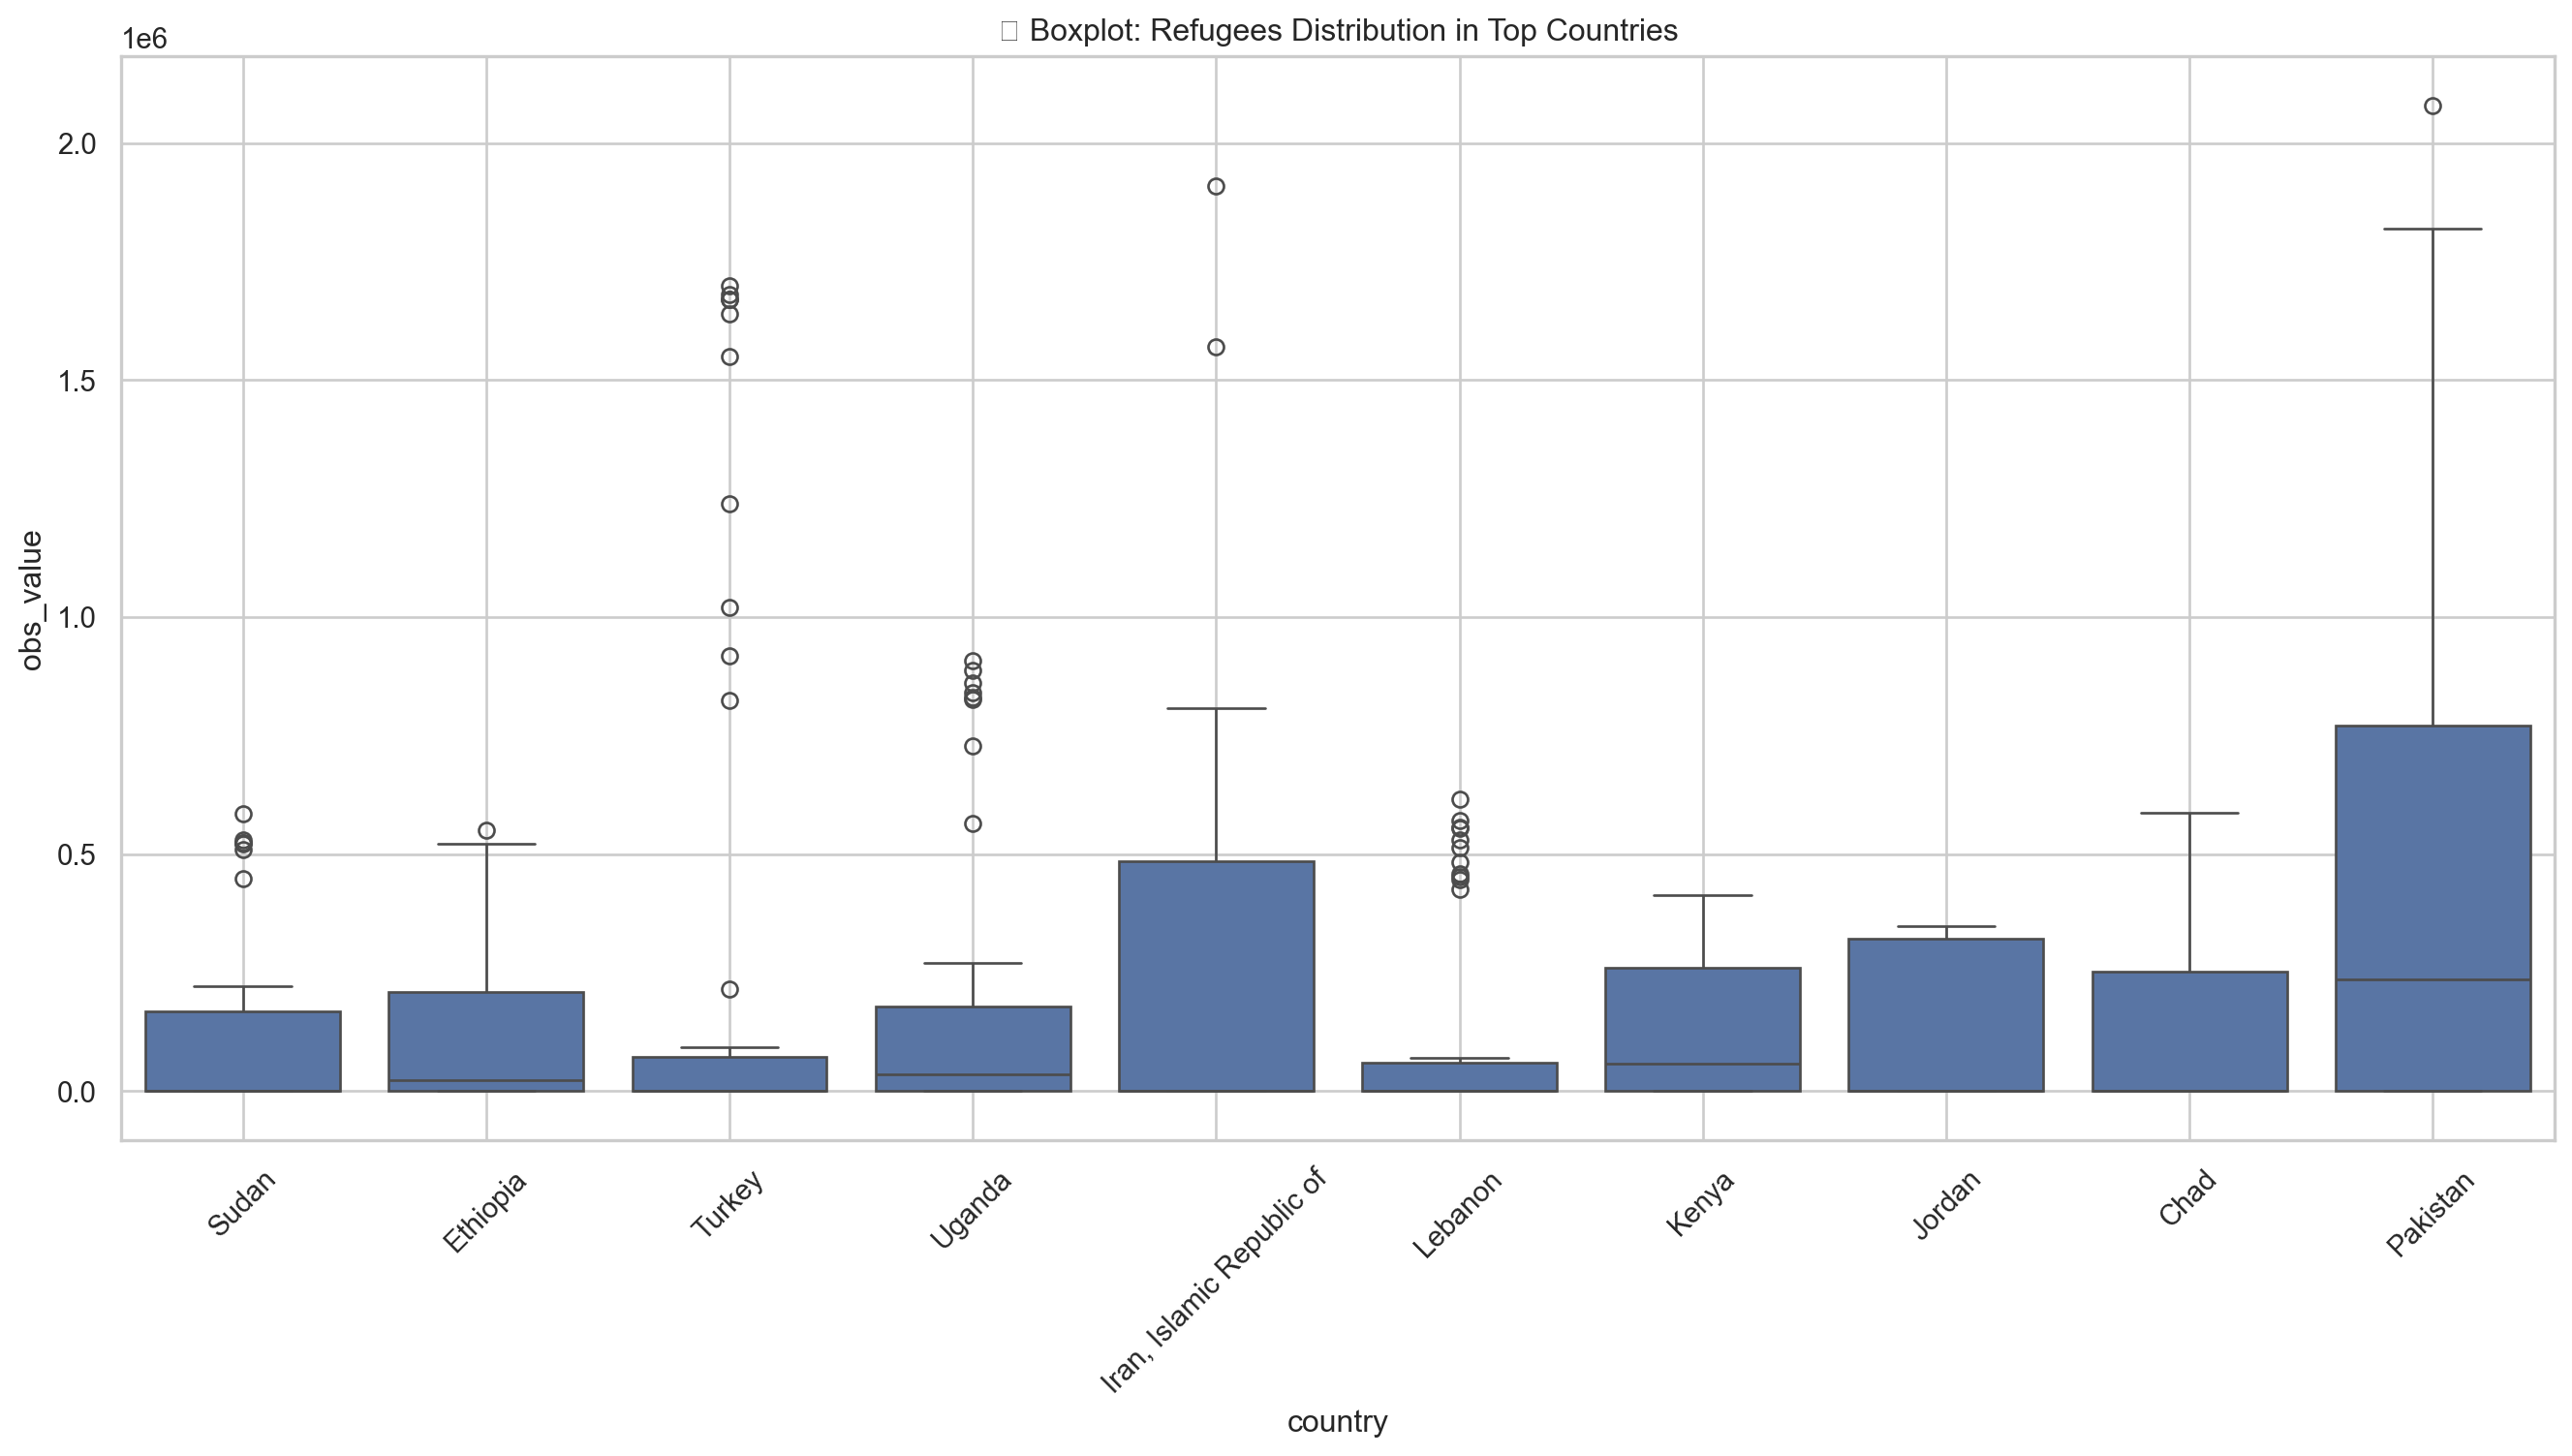 Boxplot: Refugees Distribution in Top Countries
1e6
2.0
1.5
1.0
0.5
0.0
obs_value
Sudan
Ethiopia
Turkey
Uganda
Iran, Islamic Republic of
Lebanon
Kenya
Jordan
Chad
Pakistan
country